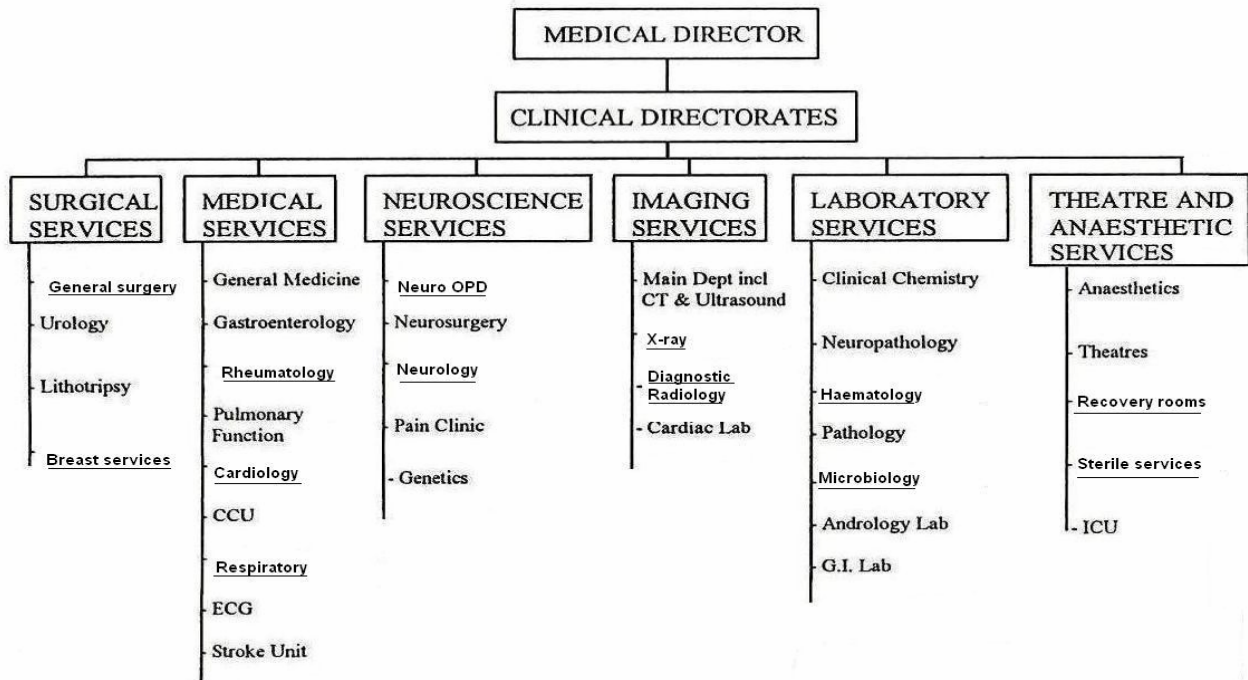 MEDICAL DIRECTOR
CLINICAL DIRECTORATES
SURGICAL
SERVICES
General surgery
Urology
Lithotripsy
Breast services
MEDICAL
SERVICES
General Medicine
Gastroenterology
Rheumatology
Pulmonary
Function
Cardiology
CCU
Respiratory
ECG
Stroke Unit
NEUROSCIENCE
SERVICES
Neuro OPD
Neurosurgery
Neurology
Pain Clinic
- Genetics
IMAGING
SERVICES
Main Dept incl
CT & Ultrasound
X-ray
- Diagnostic
Radiology
- Cardiac Lab
LABORATORY
SERVICES
Clinical Chemistry
Neuropathology
Haematology
Pathology
Microbiology
Andrology Lab
G.I. Lab
THEATRE AND
ANAESTHETIC
SERVICES
Anaesthetics
Theatres
Recovery rooms
Sterile services
- ICU